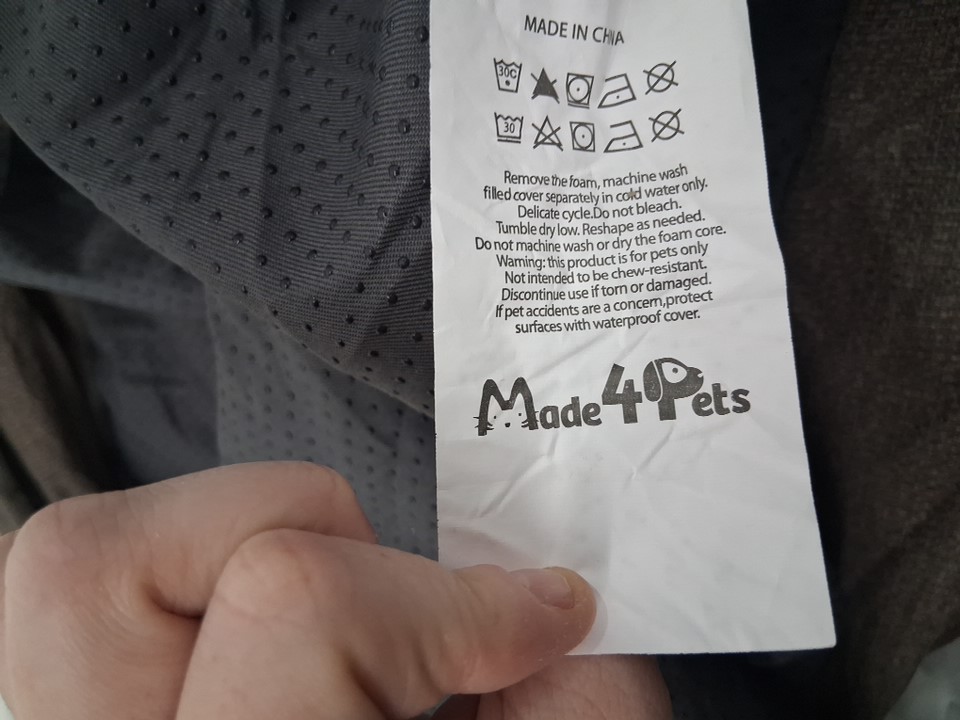 MADE IN CHINA
30C
30
Remove the foam, machine wash
filled cover separately in cold water only.
Delicate cycle.Do not bleach.
Tumble dry low. Reshape as needed.
Do not machine wash or dry the foam core.
Warning: this product is for pets only
Not intended to be chew-resistant.
Discontinue use if torn or damaged.
If pet accidents are a concern,protect
surfaces with waterproof cover.
Made4Pets